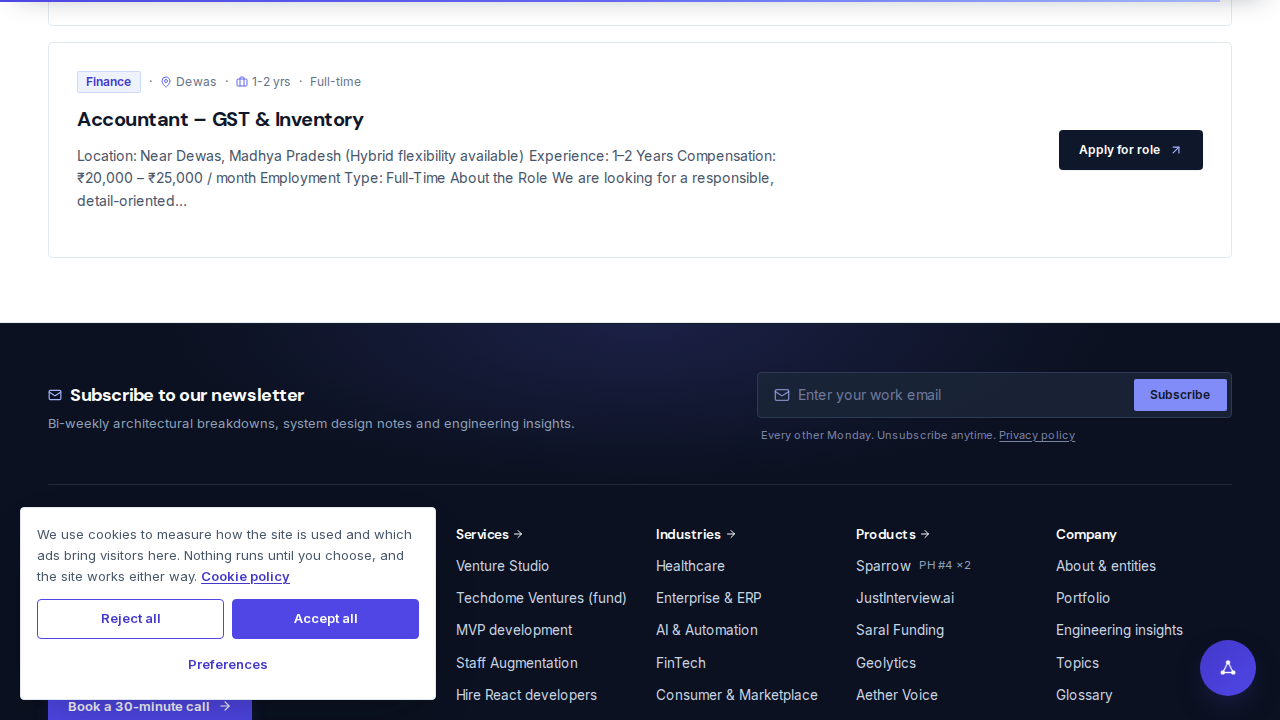 Finance · Dewas · 1-2 yrs · Full-time
Accountant – GST & Inventory
Location: Near Dewas, Madhya Pradesh (Hybrid flexibility available) Experience: 1–2 Years Compensation:
₹20,000 – ₹25,000 / month Employment Type: Full-Time About the Role We are looking for a responsible,
detail-oriented...
Apply for role
Subscribe to our newsletter
Bi-weekly architectural breakdowns, system design notes and engineering insights.
Enter your work email
Subscribe
Every other Monday. Unsubscribe anytime. Privacy policy
We use cookies to measure how the site is used and which
ads bring visitors here. Nothing runs until you choose, and
the site works either way. Cookie policy
Reject all
Accept all
Preferences
Book a 30-minute call
Services
Venture Studio
Techdome Ventures (fund)
MVP development
Staff Augmentation
Hire React developers
Industries
Healthcare
Enterprise & ERP
AI & Automation
FinTech
Consumer & Marketplace
Products
Sparrow PH #4 ×2
JustInterview.ai
Saral Funding
Geolytics
Aether Voice
Company
About & entities
Portfolio
Engineering insights
Topics
Glossary